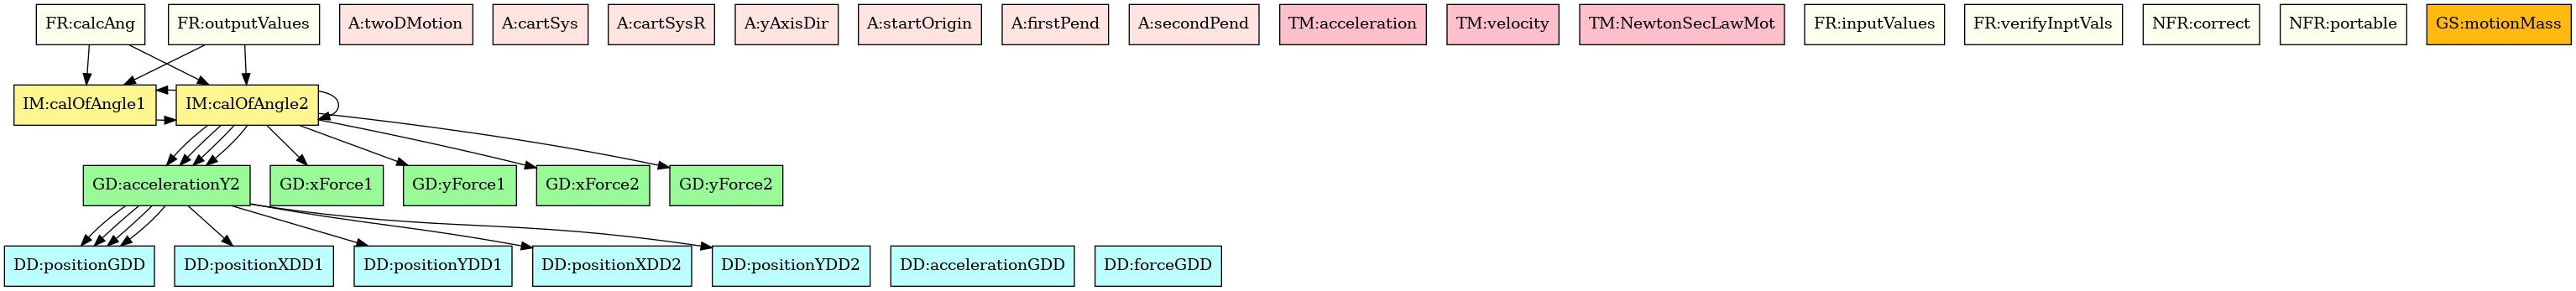 FR:calcAng
FR:outputValues
A:twoDMotion
A:cartSys
A:cartSysR
A:yAxisDir
A:startOrigin
A:firstPend
A:secondPend
TM:acceleration
TM:velocity
TM:NewtonSecLawMot
FR:inputValues
FR:verifyInptVals
NFR:correct
NFR:portable
GS:motionMass
IM:calOfAngle1
IM:calOfAngle2
GD:accelerationY2
GD:xForce1
GD:yForce1
GD:xForce2
GD:yForce2
DD:positionGDD
DD:positionXDD1
DD:positionYDD1
DD:positionXDD2
DD:positionYDD2
DD:accelerationGDD
DD:forceGDD